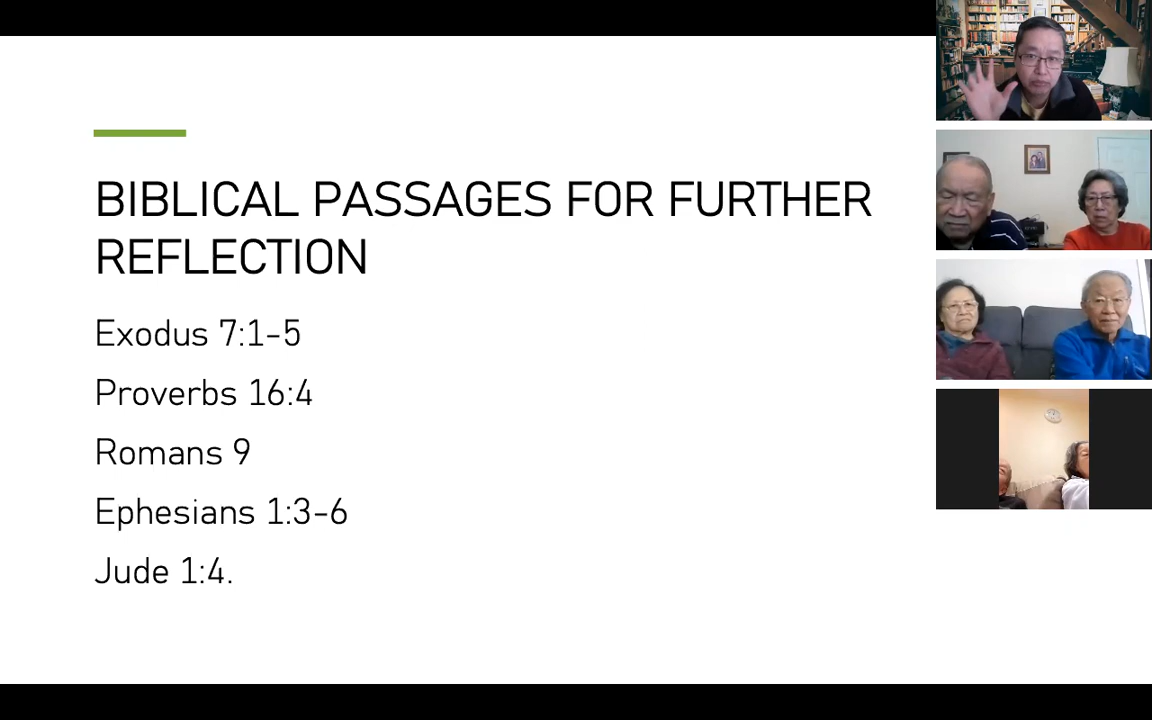 BIBLICAL PASSAGES FOR FURTHER
REFLECTION
Exodus 7:1-5
Proverbs 16:4
Romans 9
Ephesians 1:3-6
Jude 1:4.